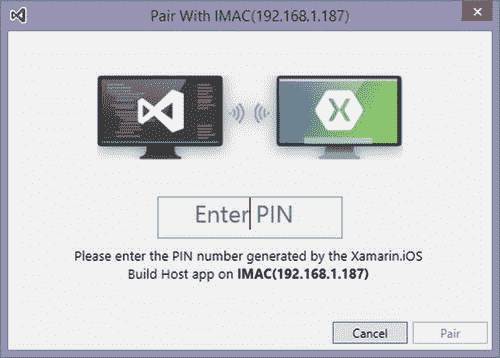 Pair With IMAC(192.168.1.187)
Enter PIN
Please enter the PIN number generated by the Xamarin.iOS
Build Host app on IMAC(192.168.1.187)
Cancel
Pair